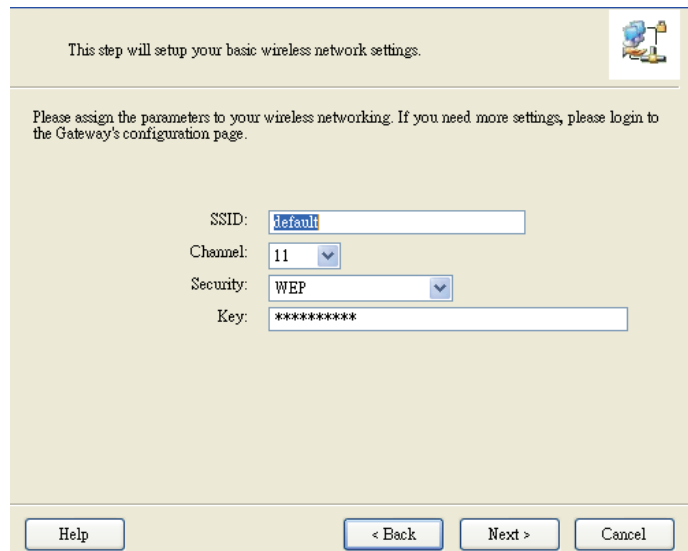 This step will setup your basic wireless network settings.
Please assign the parameters to your wireless networking. If you need more settings, please login to
the Gateway's configuration page.
SSID: default
Channel: 11
Security: WEP
Key: **********
Help < Back Next > Cancel